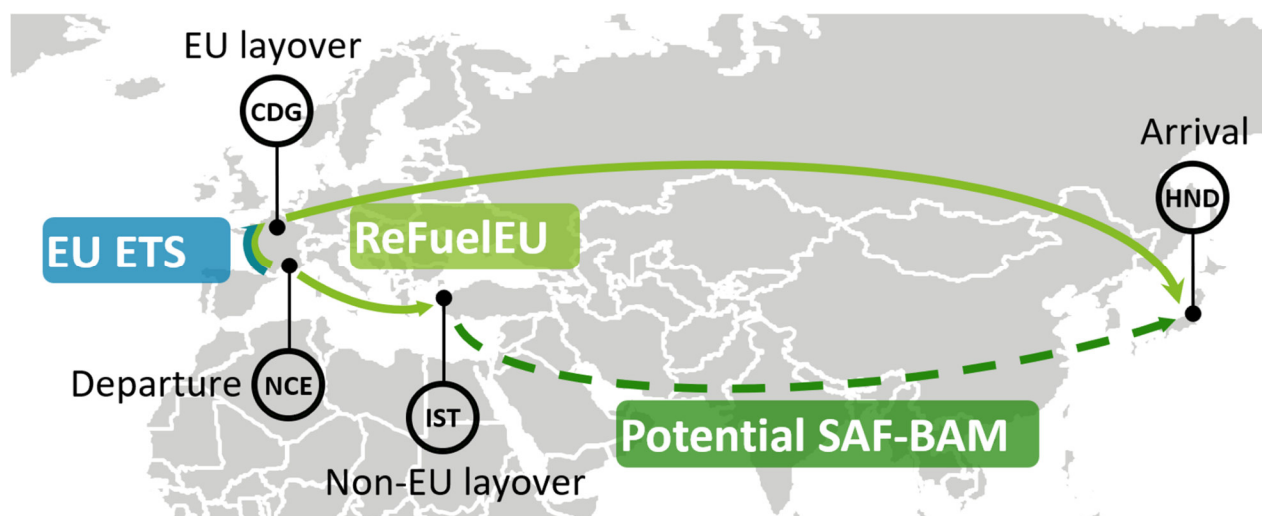 EU layover
CDG
Arrival
HND
EU ETS
ReFuelEU
Departure
NCE
IST
Potential SAF-BAM
Non-EU layover